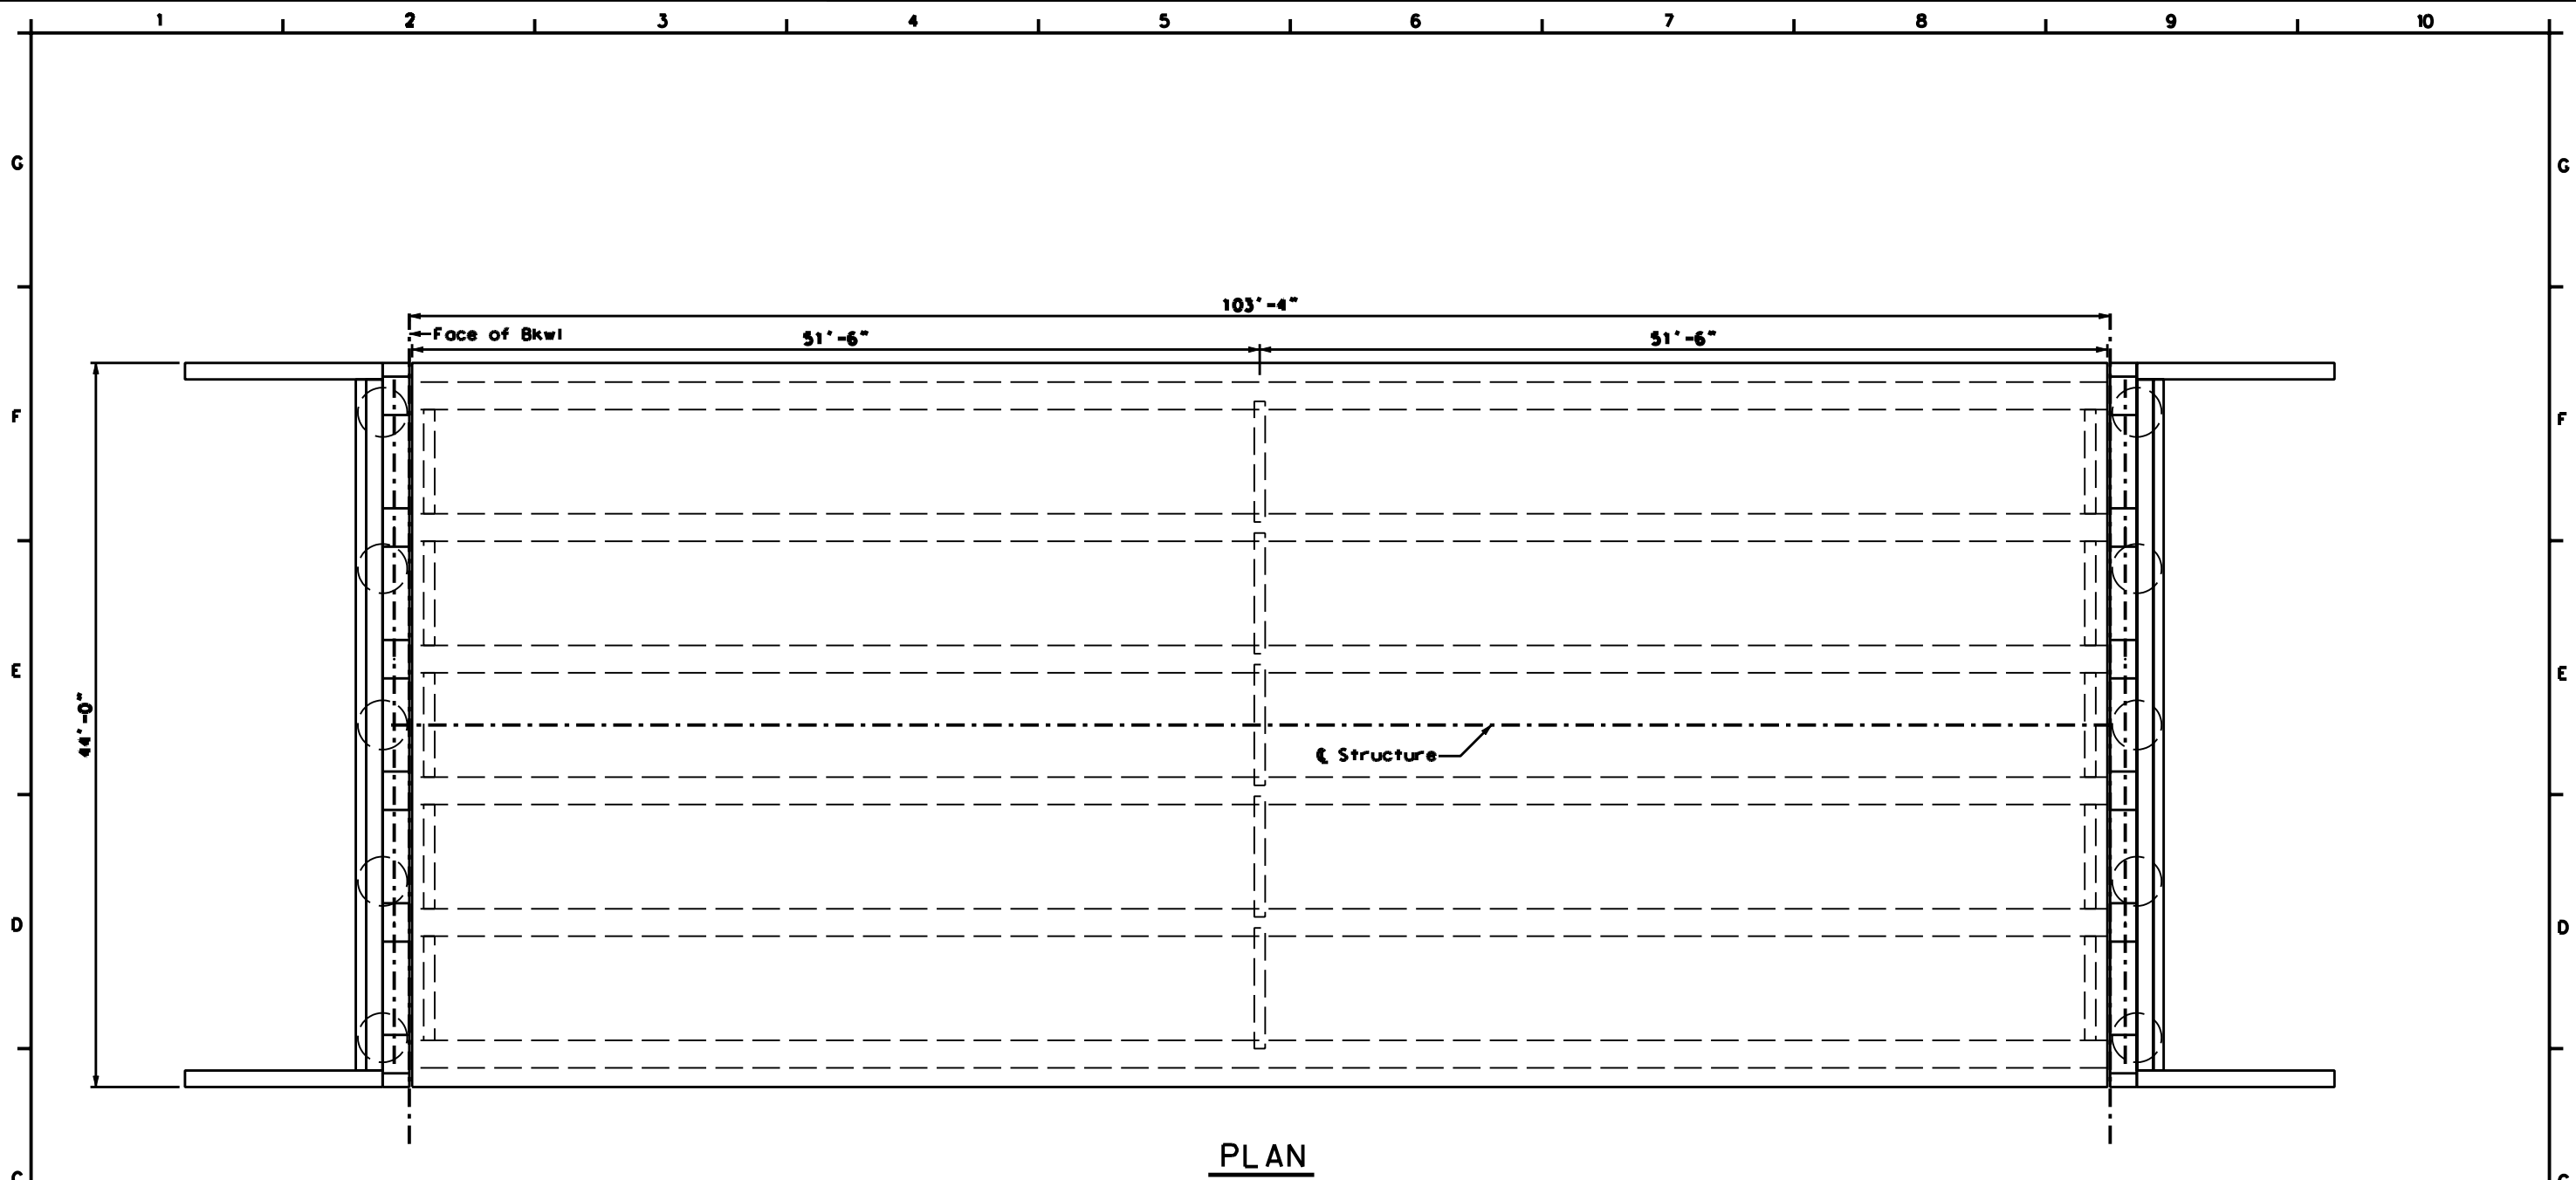 1 2 3 4 5 6 7 8 9 10
G G
103'-4"
Face of Bkwl
51'-6" 51'-6"
F F
E E
44'-0"
℄ Structure
D D
PLAN
C C